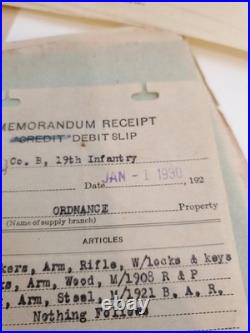 MEMORANDUM RECEIPT
"CREDIT" DEBIT SLIP
Co. B, 19th Infantry
JAN - 1 1930
Date , 192
ORDNANCE Property
(Name of supply branch)
ARTICLES
kers, Arm, Rifle, W/locks & keys
ks, Arm, Wood, M/1908 R & P
, Arm, Steel, M/1921 B. A. R.
Nothing Follows